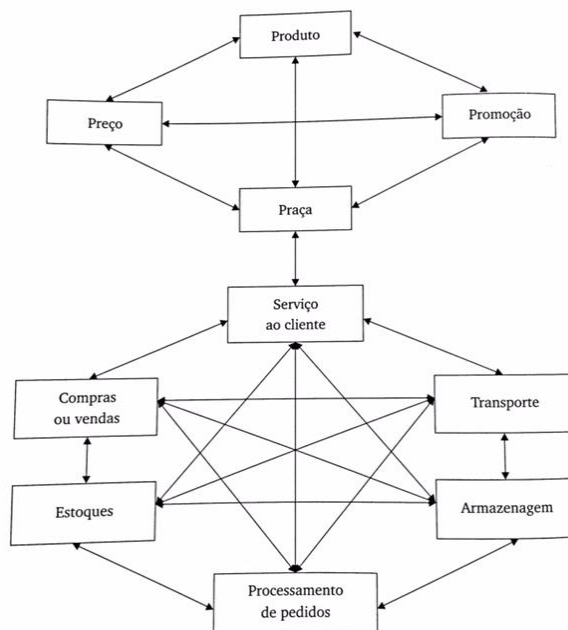 Produto
Preço
Promoção
Praça
Serviço
ao cliente
Compras
ou vendas
Transporte
Estoques
Armazenagem
Processamento
de pedidos